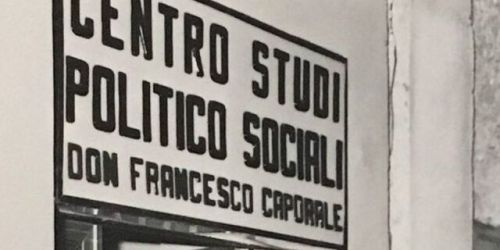 CENTRO STUDI
POLITICO SOCIALI
DON FRANCESCO CAPORALE